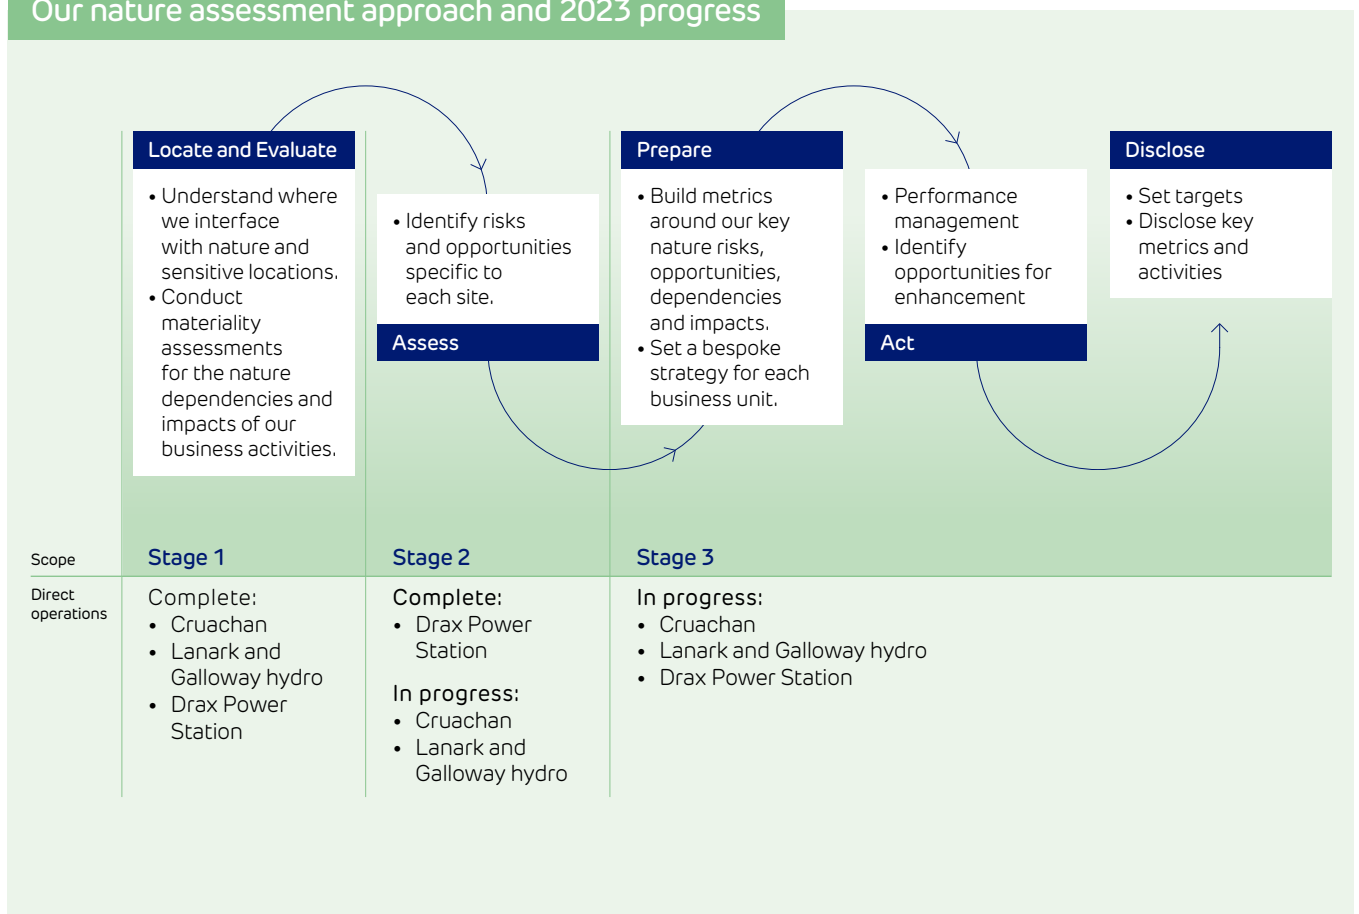 Our nature assessment approach and 2023 progress
Locate and Evaluate
• Understand where
we interface
with nature and
sensitive locations.
• Conduct
materiality
assessments
for the nature
dependencies and
impacts of our
business activities.
• Identify risks
and opportunities
specific to
each site.
Assess
Prepare
• Build metrics
around our key
nature risks,
opportunities,
dependencies
and impacts.
• Set a bespoke
strategy for each
business unit.
• Performance
management
• Identify
opportunities for
enhancement
Act
Disclose
• Set targets
• Disclose key
metrics and
activities
Scope
Stage 1
Stage 2
Stage 3
Direct
operations
Complete:
• Cruachan
• Lanark and
Galloway hydro
• Drax Power
Station
Complete:
• Drax Power
Station
In progress:
• Cruachan
• Lanark and
Galloway hydro
In progress:
• Cruachan
• Lanark and Galloway hydro
• Drax Power Station